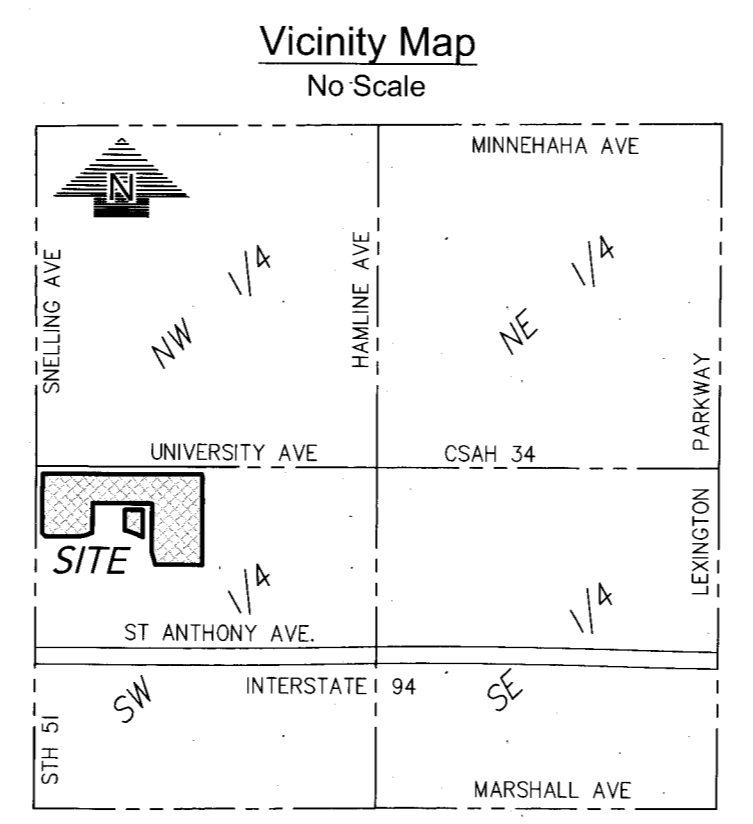 Vicinity Map
No Scale
MINNEHAHA AVE
N
SNELLING AVE
NW 1/4
HAMLINE AVE
NE 1/4
PARKWAY
UNIVERSITY AVE
CSAH 34
SITE
LEXINGTON
SW 1/4
SE 1/4
ST ANTHONY AVE.
INTERSTATE 94
STH 51
MARSHALL AVE